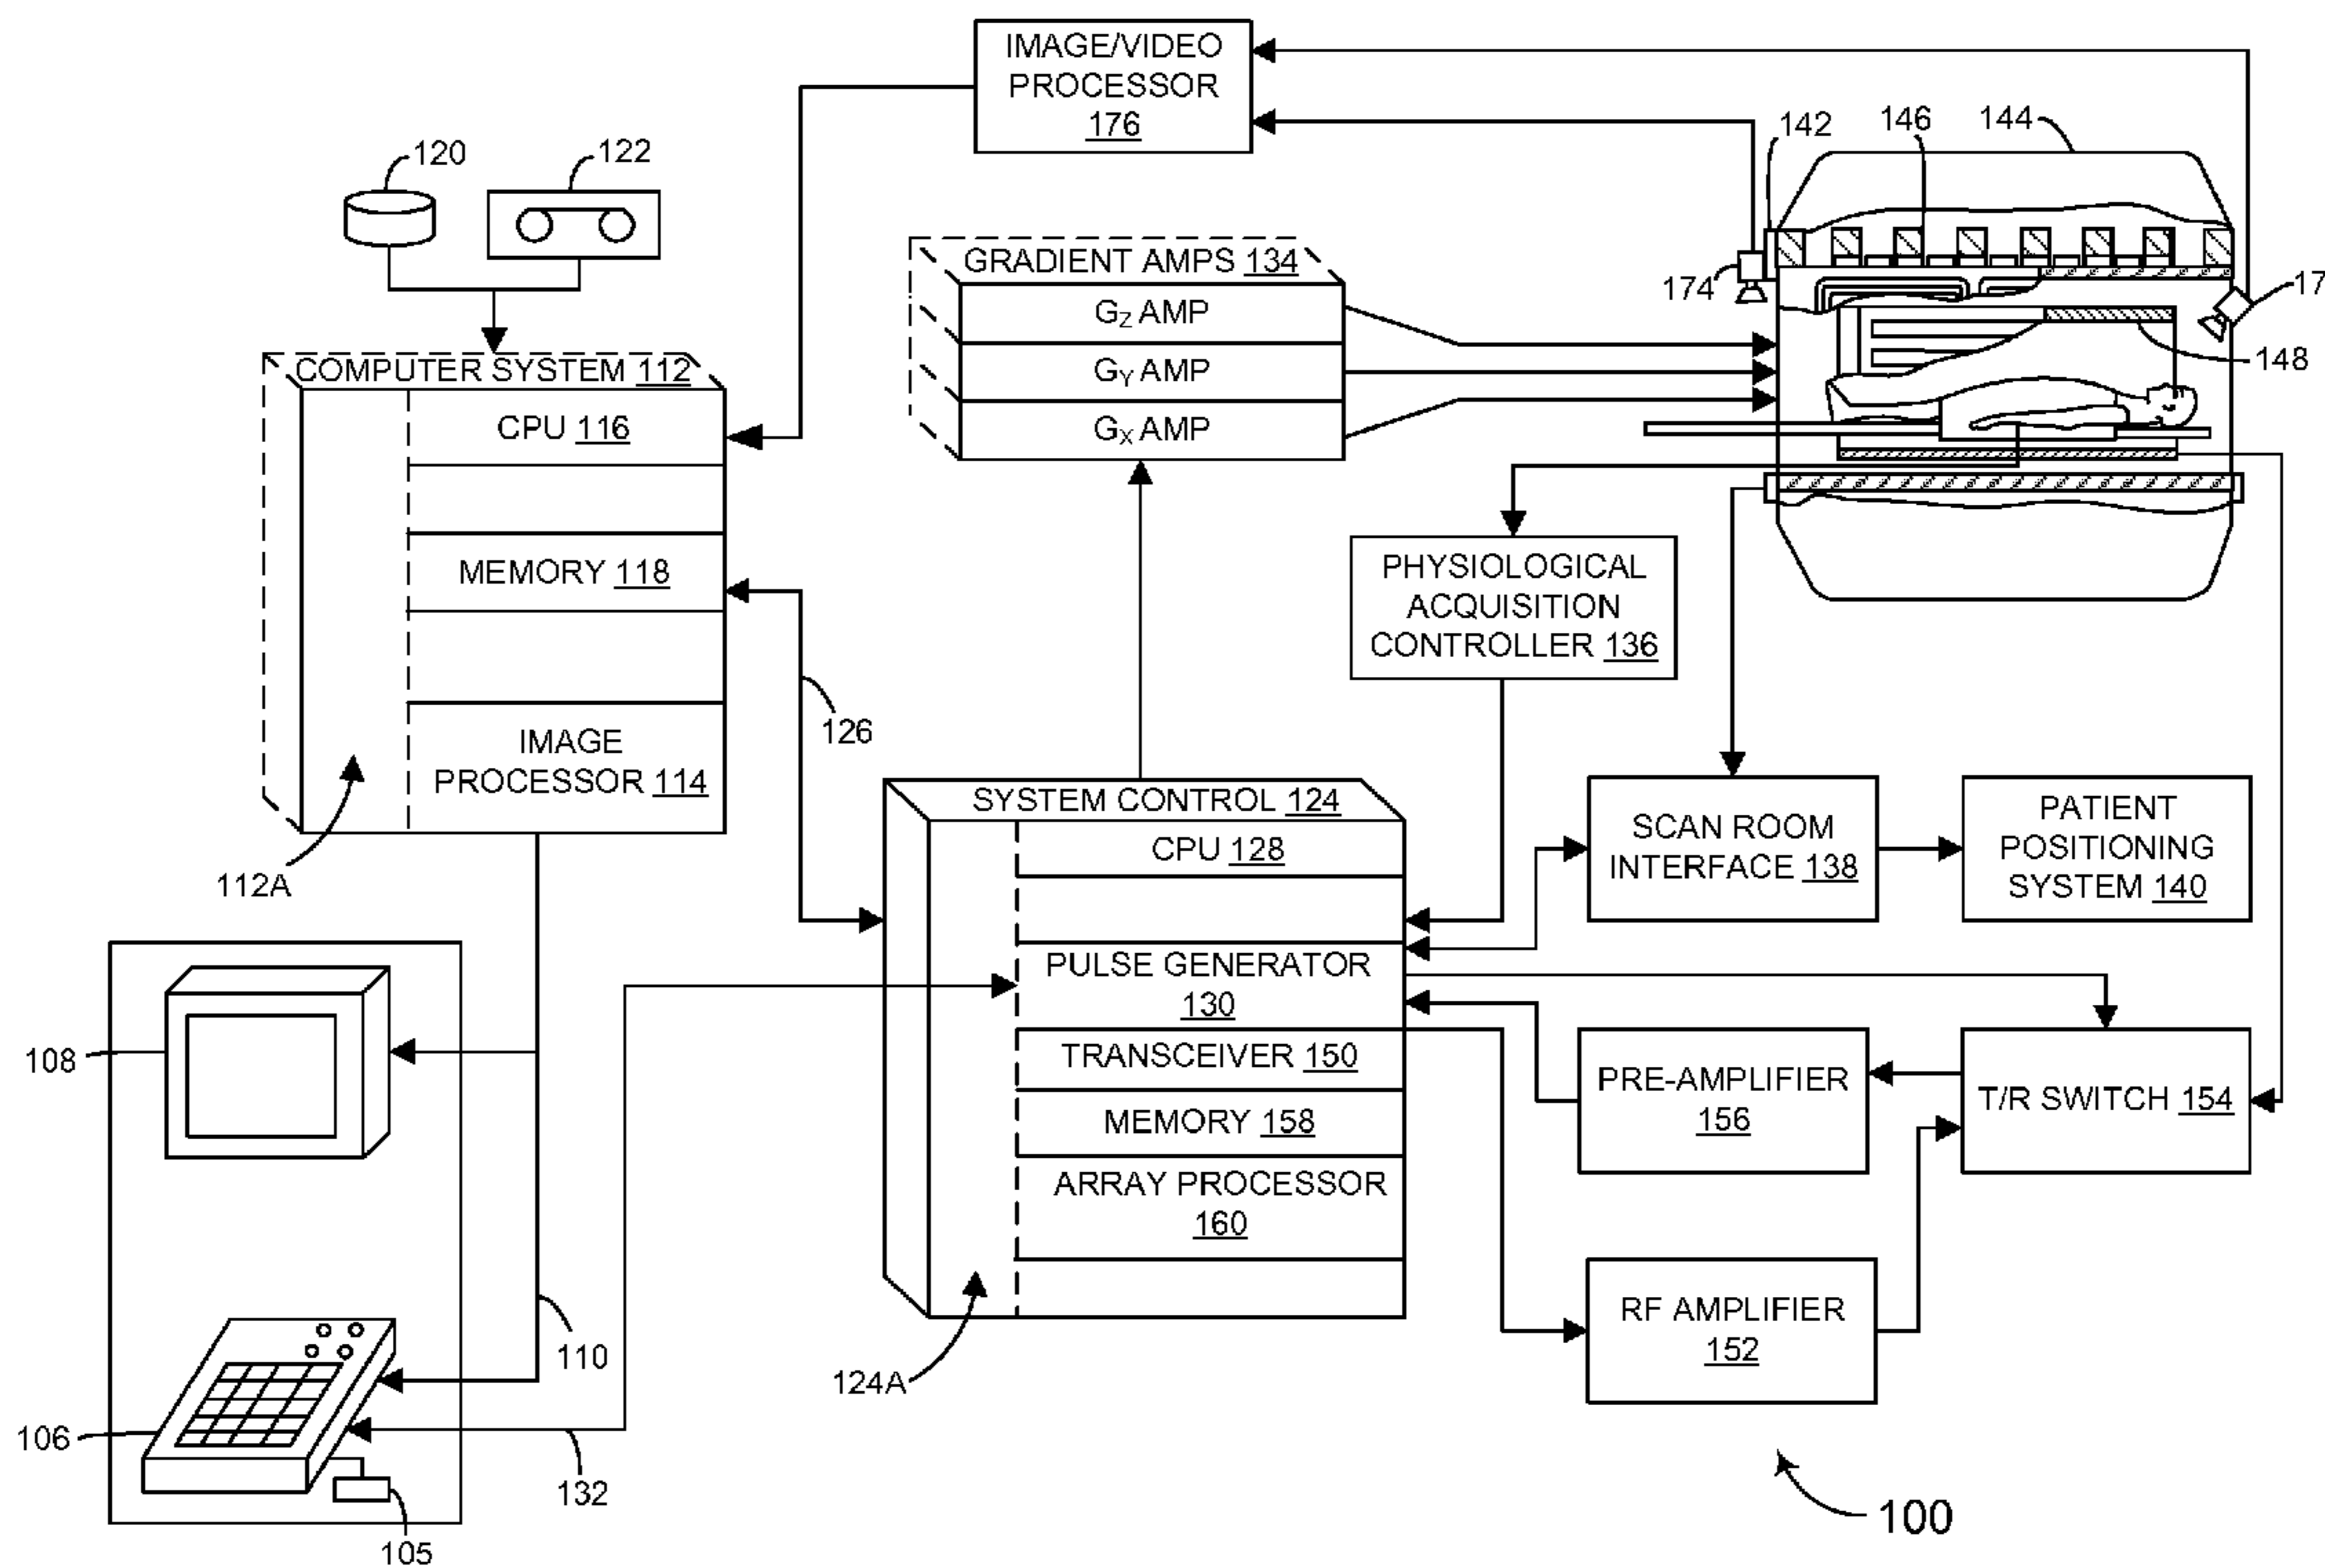 IMAGE/VIDEO
PROCESSOR
176
142
146
144
120
122
174
17
148
GRADIENT AMPS 134
GZ AMP
GY AMP
GX AMP
COMPUTER SYSTEM 112
CPU 116
MEMORY 118
IMAGE
PROCESSOR 114
112A
126
PHYSIOLOGICAL
ACQUISITION
CONTROLLER 136
SYSTEM CONTROL 124
CPU 128
PULSE GENERATOR
130
TRANSCEIVER 150
MEMORY 158
ARRAY PROCESSOR
160
124A
SCAN ROOM
INTERFACE 138
PATIENT
POSITIONING
SYSTEM 140
PRE-AMPLIFIER
156
T/R SWITCH 154
RF AMPLIFIER
152
108
110
106
132
105
100